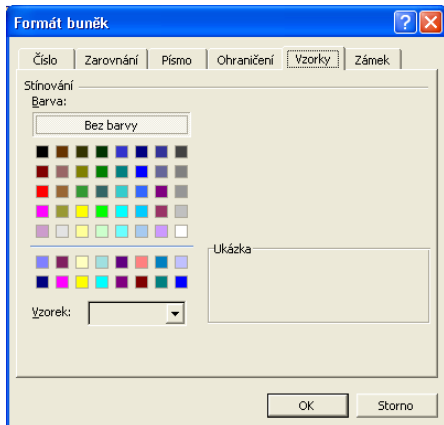 Formát buněk
Číslo Zarovnání Písmo Ohraničení Vzorky Zámek
Stínování
Barva:
Bez barvy
Ukázka
Vzorek:
OK Storno